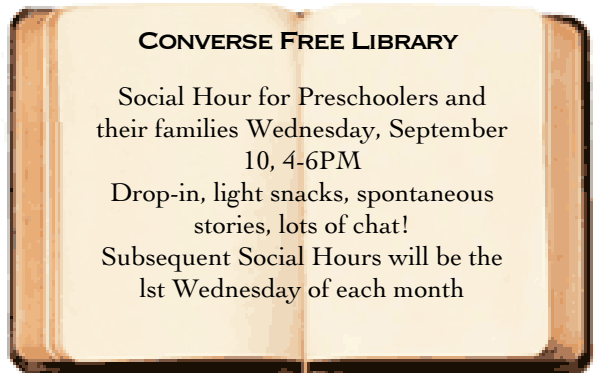 Converse Free Library
Social Hour for Preschoolers and
their families Wednesday, September
10, 4-6PM
Drop-in, light snacks, spontaneous
stories, lots of chat!
Subsequent Social Hours will be the
lst Wednesday of each month